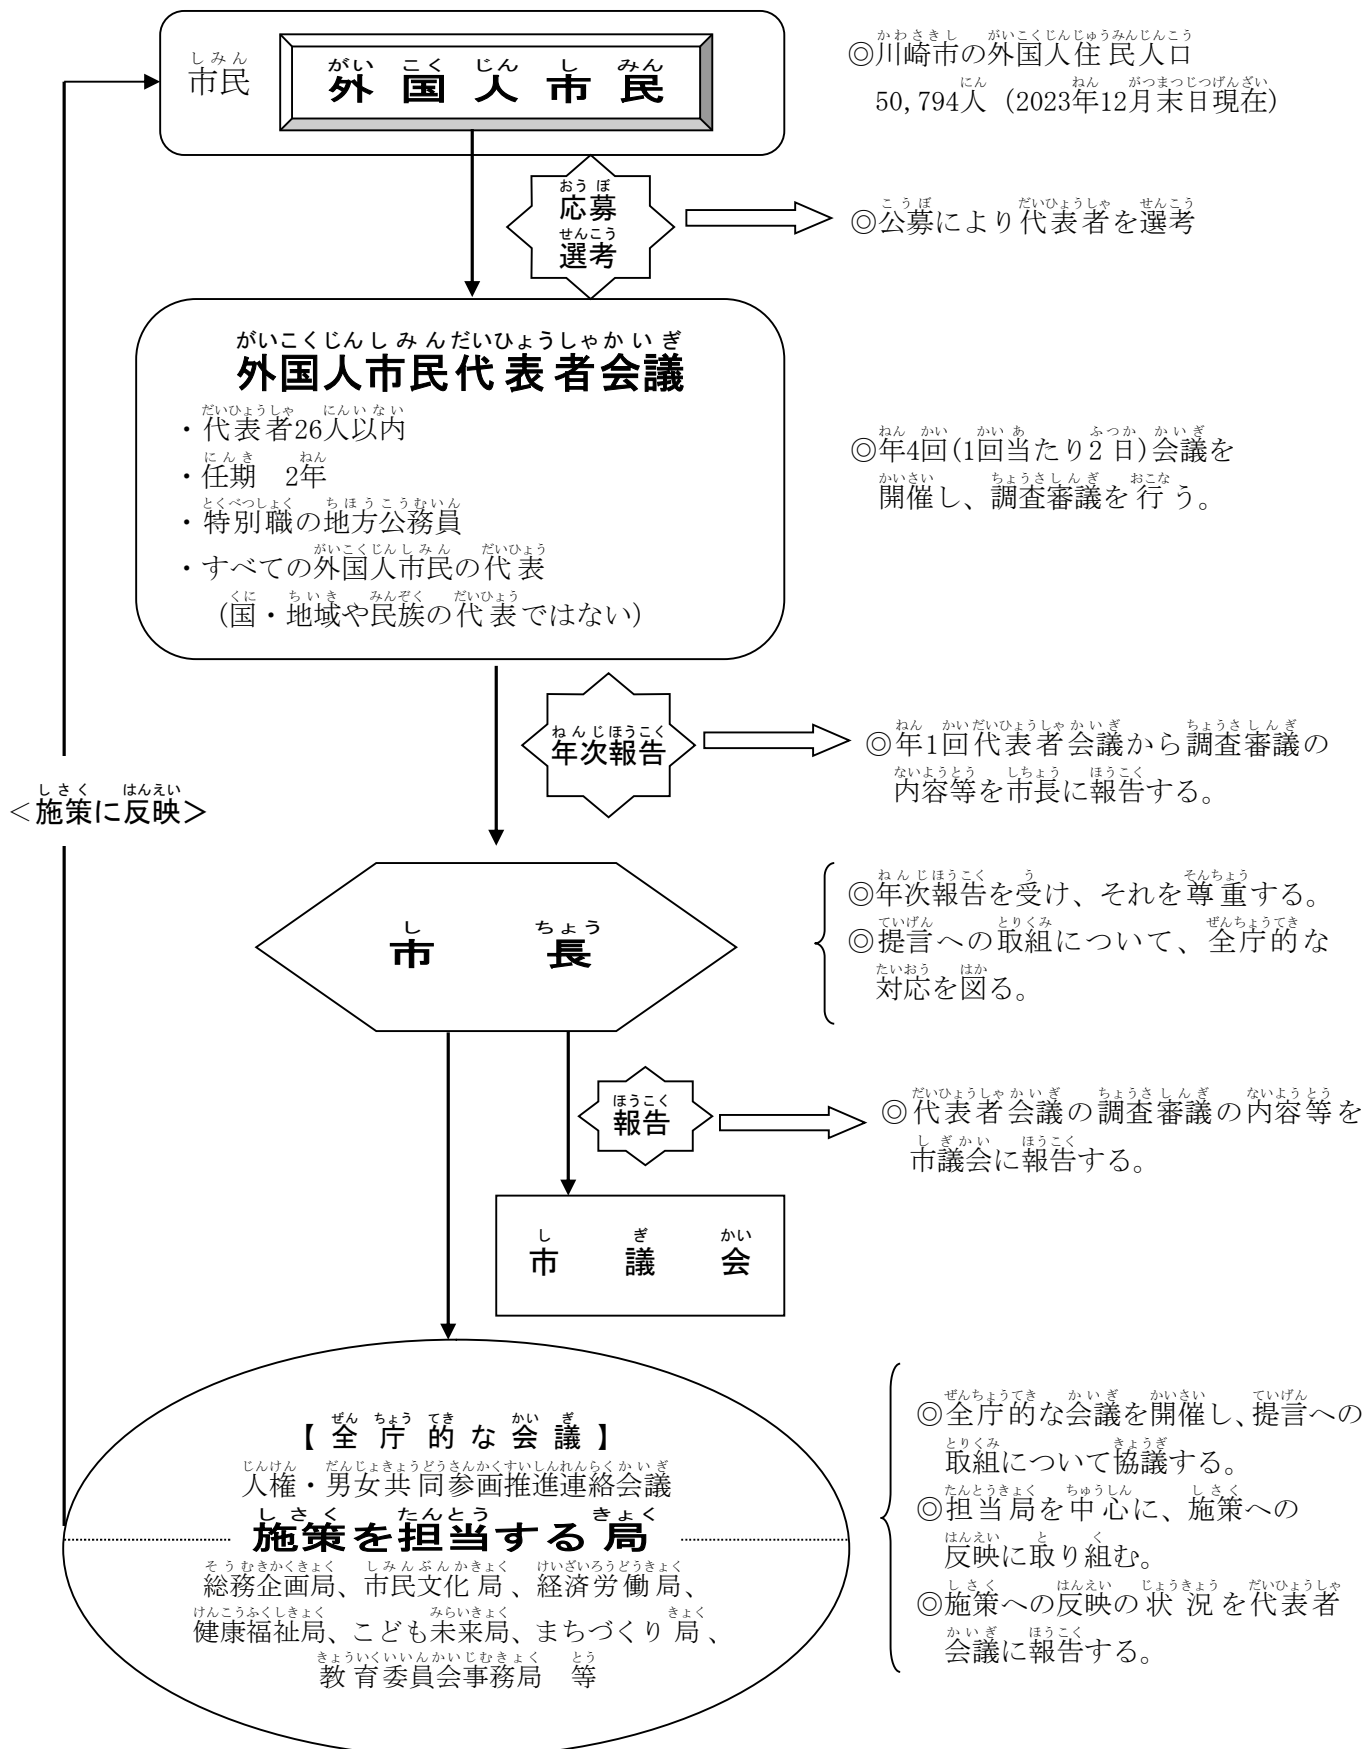 市民
外国人市民
◎川崎市の外国人住民人口
50,794人（2023年12月末日現在）
応募
選考
◎公募により代表者を選考
外国人市民代表者会議
・代表者26人以内
・任期　2年
・特別職の地方公務員
・すべての外国人市民の代表
（国・地域や民族の代表ではない）
◎年4回(1回当たり2日)会議を
開催し、調査審議を行う。
年次報告
◎年1回代表者会議から調査審議の
内容等を市長に報告する。
＜施策に反映＞
市長
◎年次報告を受け、それを尊重する。
◎提言への取組について、全庁的な
対応を図る。
報告
◎代表者会議の調査審議の内容等を
市議会に報告する。
市議会
【全庁的な会議】
人権・男女共同参画推進連絡会議
施策を担当する局
総務企画局、市民文化局、経済労働局、
健康福祉局、こども未来局、まちづくり局、
教育委員会事務局　等
◎全庁的な会議を開催し、提言への
取組について協議する。
◎担当局を中心に、施策への
反映に取り組む。
◎施策への反映の状況を代表者
会議に報告する。